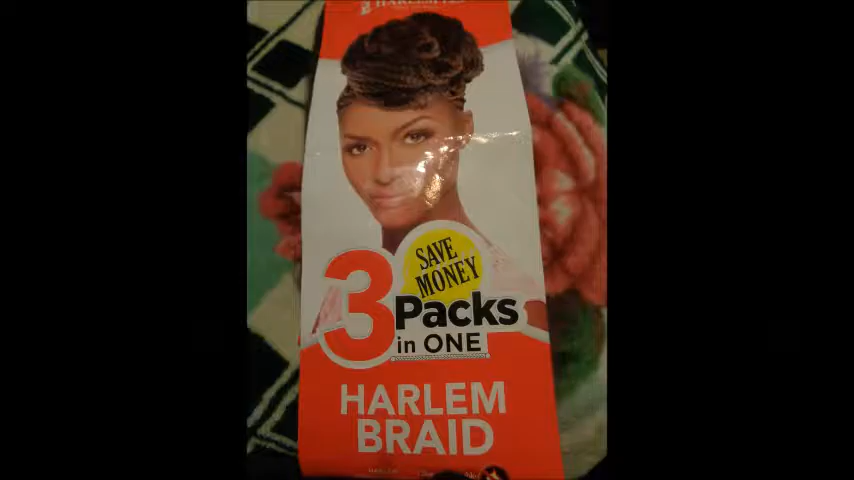 SAVE
MONEY
3 Packs
in ONE
HARLEM
BRAID